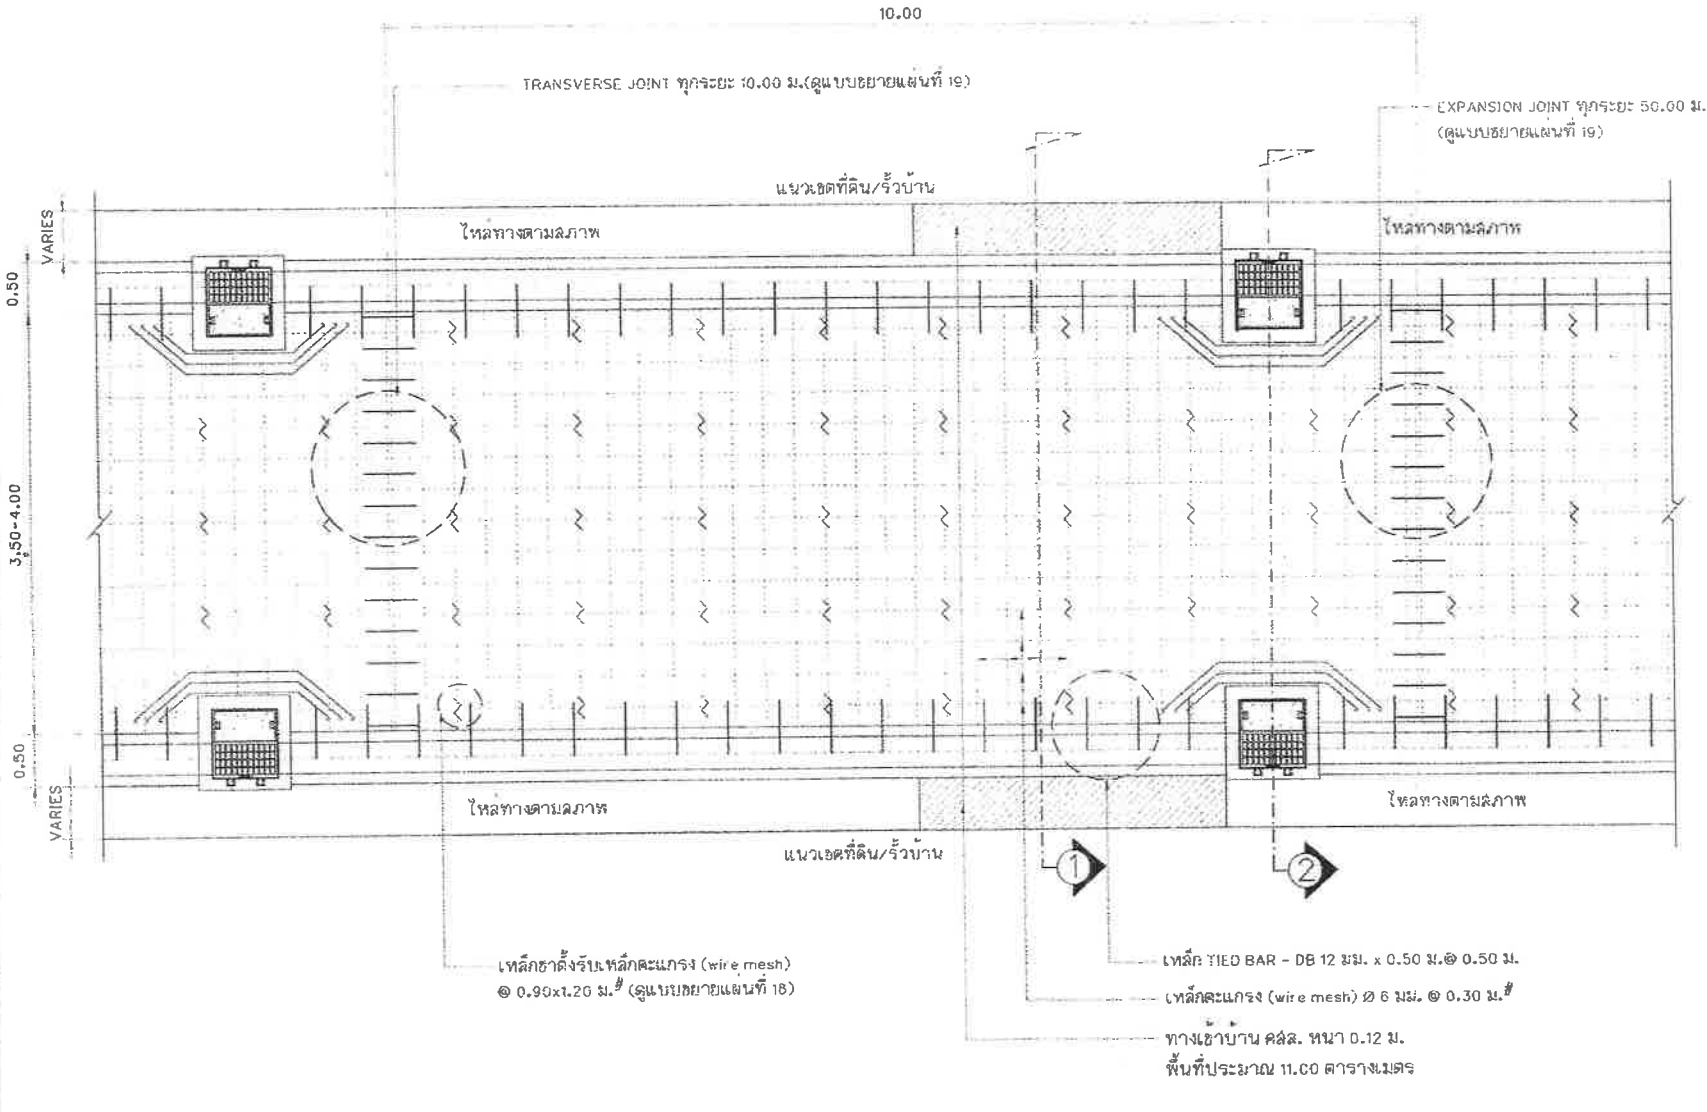 10.00
TRANSVERSE JOINT ทุกระยะ 10.00 ม.(ดูแบบขยายแผ่นที่ 19)
EXPANSION JOINT ทุกระยะ 50.00 ม.
(ดูแบบขยายแผ่นที่ 19)
แนวเขตที่ดิน/รั้วบ้าน
VARIES
ไหล่ทางตามสภาพ
ไหล่ทางตามสภาพ
0.50
3.50-4.00
0.50
VARIES
ไหล่ทางตามสภาพ
ไหล่ทางตามสภาพ
แนวเขตที่ดิน/รั้วบ้าน
1
2
เหล็กขาตั้งรับเหล็กตะแกรง (wire mesh)
@ 0.90x1.20 ม.# (ดูแบบขยายแผ่นที่ 18)
เหล็ก TIED BAR - DB 12 มม. x 0.50 ม.@ 0.50 ม.
เหล็กตะแกรง (wire mesh) Ø 6 มม. @ 0.30 ม.#
ทางเข้าบ้าน คสล. หนา 0.12 ม.
พื้นที่ประมาณ 11.00 ตารางเมตร